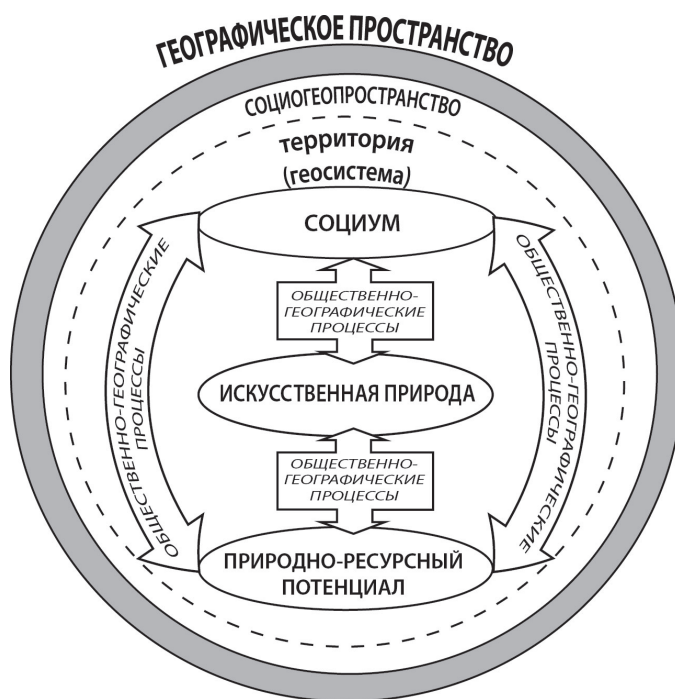 ГЕОГРАФИЧЕСКОЕ ПРОСТРАНСТВО
СОЦИОГЕОПРОСТРАНСТВО
территория
(геосистема)
СОЦИУМ
ОБЩЕСТВЕННО-ГЕОГРАФИЧЕСКИЕ
ПРОЦЕССЫ
ОБЩЕСТВЕННО-
ГЕОГРАФИЧЕСКИЕ
ПРОЦЕССЫ
ОБЩЕСТВЕННО-ГЕОГРАФИЧЕСКИЕ
ПРОЦЕССЫ
ИСКУССТВЕННАЯ ПРИРОДА
ОБЩЕСТВЕННО-
ГЕОГРАФИЧЕСКИЕ
ПРОЦЕССЫ
ПРИРОДНО-РЕСУРСНЫЙ
ПОТЕНЦИАЛ